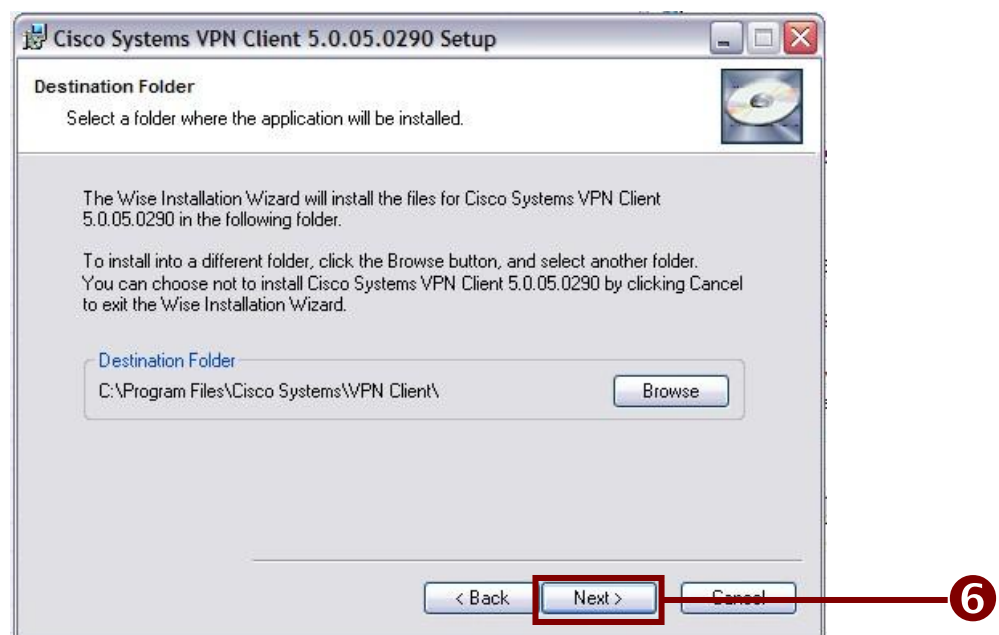 Cisco Systems VPN Client 5.0.05.0290 Setup
Destination Folder
Select a folder where the application will be installed.
The Wise Installation Wizard will install the files for Cisco Systems VPN Client
5.0.05.0290 in the following folder.
To install into a different folder, click the Browse button, and select another folder.
You can choose not to install Cisco Systems VPN Client 5.0.05.0290 by clicking Cancel
to exit the Wise Installation Wizard.
Destination Folder
C:\Program Files\Cisco Systems\VPN Client\
Browse
< Back
Next >
Cancel
6